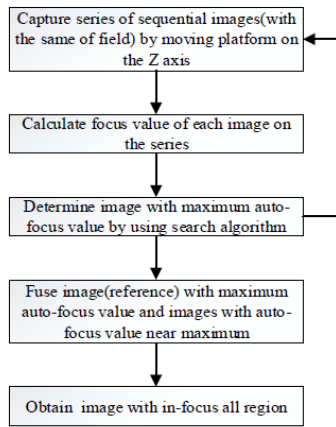 Capture series of sequential images(with
the same of field) by moving platform on
the Z axis
Calculate focus value of each image on
the series
Determine image with maximum auto-
focus value by using search algorithm
Fuse image(reference) with maximum
auto-focus value and images with auto-
focus value near maximum
Obtain image with in-focus all region